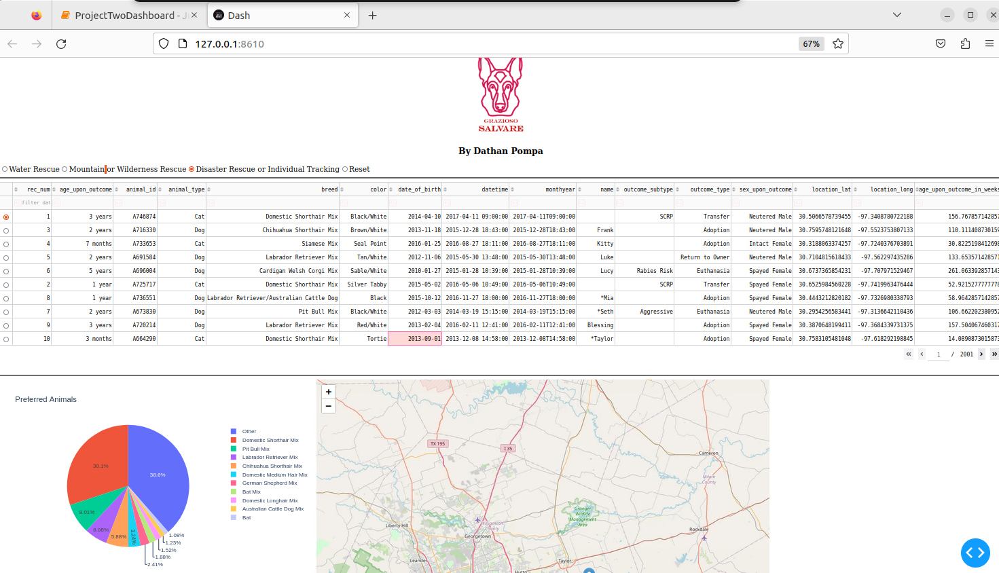 ProjectTwoDashboard - J
Dash
127.0.0.1:8610
67%
GRAZIOSO
SALVARE
By Dathan Pompa
Water Rescue Mountain or Wilderness Rescue Disaster Rescue or Individual Tracking Reset
rec_num age_upon_outcome animal_id animal_type breed color date_of_birth datetime monthyear name outcome_subtype outcome_type sex_upon_outcome location_lat location_long age_upon_outcome_in_weeks
filter dat
1 3 years A746874 Cat Domestic Shorthair Mix Black/White 2014-04-10 2017-04-11 09:00:00 2017-04-11T09:00:00 SCRP Transfer Neutered Male 30.5066578739455 -97.3408780722188 156.767857142857
3 2 years A716330 Dog Chihuahua Shorthair Mix Brown/White 2013-11-18 2015-12-28 18:43:00 2015-12-28T18:43:00 Frank Adoption Neutered Male 30.7595748121648 -97.5523753807133 110.111408730159
4 7 months A733653 Cat Siamese Mix Seal Point 2016-01-25 2016-08-27 18:11:00 2016-08-27T18:11:00 Kitty Adoption Intact Female 30.3188063374257 -97.7240376703891 30.8225198412698
5 2 years A691584 Dog Labrador Retriever Mix Tan/White 2012-11-06 2015-05-30 13:48:00 2015-05-30T13:48:00 Luke Return to Owner Neutered Male 30.7104815618433 -97.562297435286 133.653571428571
6 5 years A696004 Dog Cardigan Welsh Corgi Mix Sable/White 2010-01-27 2015-01-28 10:39:00 2015-01-28T10:39:00 Lucy Rabies Risk Euthanasia Spayed Female 30.6737365854231 -97.707971529467 261.063392857143
2 1 year A725717 Cat Domestic Shorthair Mix Silver Tabby 2015-05-02 2016-05-06 10:49:00 2016-05-06T10:49:00 SCRP Transfer Spayed Female 30.6525984560228 -97.7419963476444 52.9215277777778
8 1 year A736551 Dog Labrador Retriever/Australian Cattle Dog Black 2015-10-12 2016-11-27 18:00:00 2016-11-27T18:00:00 *Mia Adoption Spayed Female 30.4443212820182 -97.7326980338793 58.9642857142857
7 2 years A673830 Dog Pit Bull Mix Black/White 2012-03-03 2014-03-19 15:15:00 2014-03-19T15:15:00 *Seth Aggressive Euthanasia Neutered Male 30.2954256583441 -97.3136642110436 106.662202380952
9 3 years A720214 Dog Labrador Retriever Mix Red/White 2013-02-04 2016-02-11 12:41:00 2016-02-11T12:41:00 Blessing Adoption Spayed Female 30.3870648199411 -97.3684339731375 157.504067460317
10 3 months A664290 Cat Domestic Shorthair Mix Tortie 2013-09-01 2013-12-08 14:58:00 2013-12-08T14:58:00 *Taylor Adoption Spayed Female 30.7583105481048 -97.618292198845 14.0890873015873
1 / 2001
Preferred Animals
38.6%
30.1%
8.01%
6.08%
5.88%
3.24%
2.41%
1.88%
1.52%
1.23%
1.08%
Other
Domestic Shorthair Mix
Pit Bull Mix
Labrador Retriever Mix
Chihuahua Shorthair Mix
Domestic Medium Hair Mix
German Shepherd Mix
Bat Mix
Domestic Longhair Mix
Australian Cattle Dog Mix
Bat
+
−
TX 195
I 35
Cameron
Milam
County
Granger
Wildlife
Management
Area
Liberty Hill
Williamson
County
Georgetown
Rockdale
Leander
Taylor
Hutto